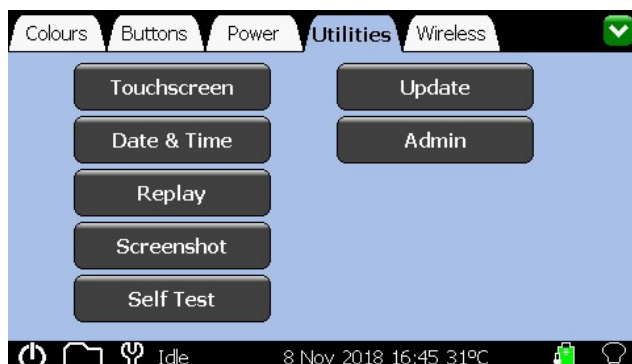 Colours Buttons Power Utilities Wireless
Touchscreen Update
Date & Time Admin
Replay
Screenshot
Self Test
Idle 8 Nov 2018 16:45 31ºC